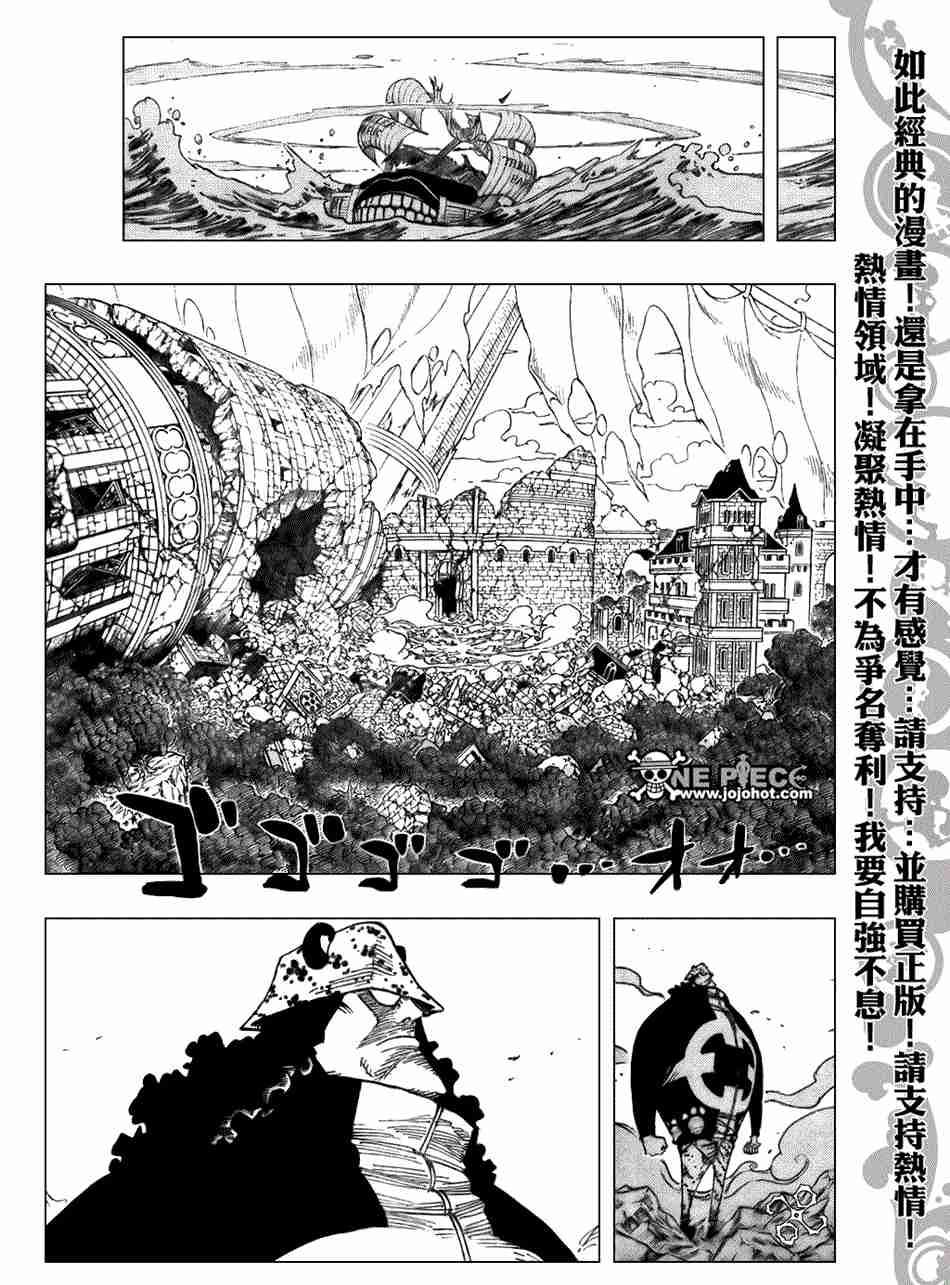 如此經典的漫畫！還是拿在手中…才有感覺…請支持…並購買正版！請支持熱情！
熱情領域！凝聚熱情！不為爭名奪利！我要自強不息！
ONE PIECE
www.jojohot.com
ゴゴゴゴ…オオ…